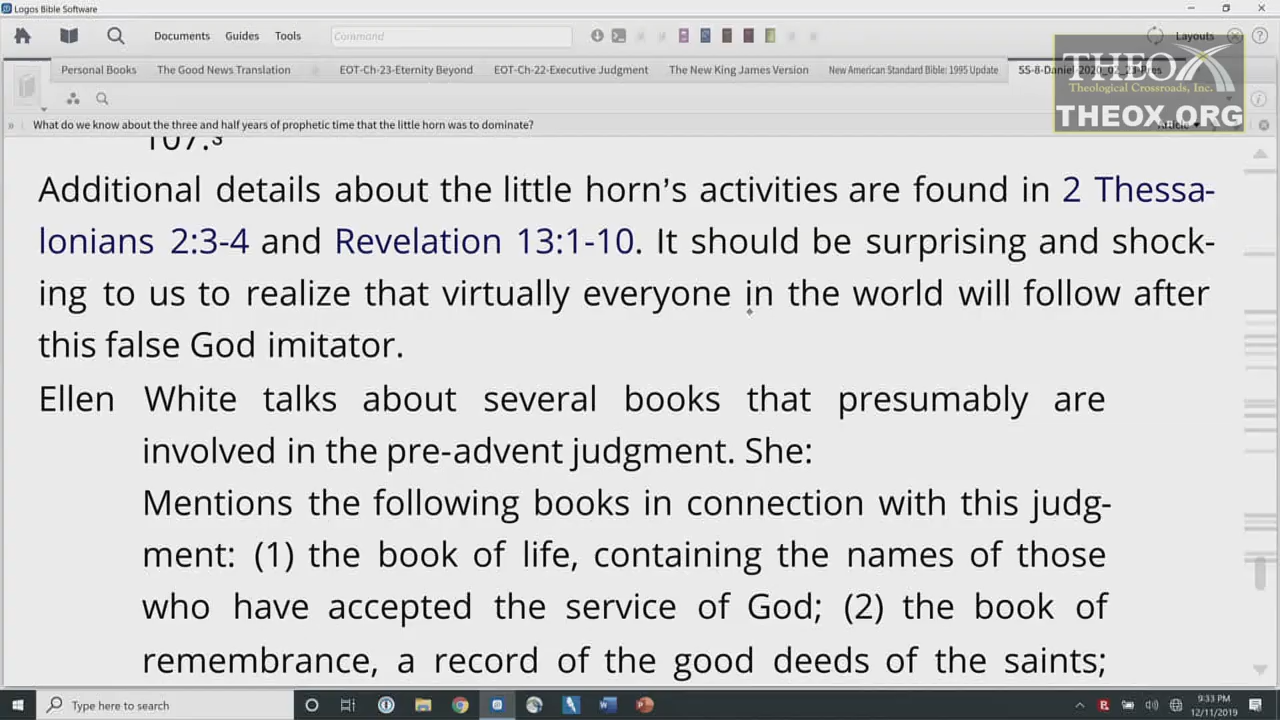 Logos Bible Software
Documents Guides Tools Command Layouts
Personal Books The Good News Translation EOT-Ch-22-Executive Judgment The New King James Version New American Standard Bible: 1995 Update
THEOX
Theological Crossroads, Inc.
THEOX.ORG
What do we know about the three and half years of prophetic time that the little horn was to dominate?
107.³
Additional details about the little horn's activities are found in 2 Thessa-
lonians 2:3-4 and Revelation 13:1-10. It should be surprising and shock-
ing to us to realize that virtually everyone in the world will follow after
this false God imitator.
Ellen White talks about several books that presumably are
involved in the pre-advent judgment. She:
Mentions the following books in connection with this judg-
ment: (1) the book of life, containing the names of those
who have accepted the service of God; (2) the book of
remembrance, a record of the good deeds of the saints;
Type here to search
9:33 PM
12/11/2019